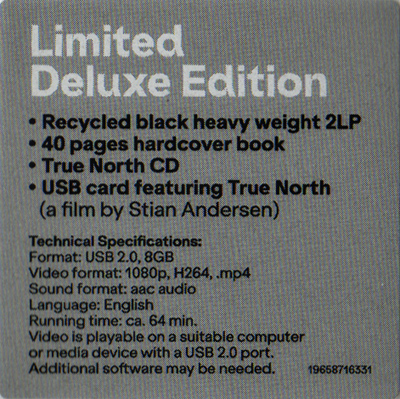 Limited
Deluxe Edition
• Recycled black heavy weight 2LP
• 40 pages hardcover book
• True North CD
• USB card featuring True North
(a film by Stian Andersen)
Technical Specifications:
Format: USB 2.0, 8GB
Video format: 1080p, H264, .mp4
Sound format: aac audio
Language: English
Running time: ca. 64 min.
Video is playable on a suitable computer
or media device with a USB 2.0 port.
Additional software may be needed. 19658716331